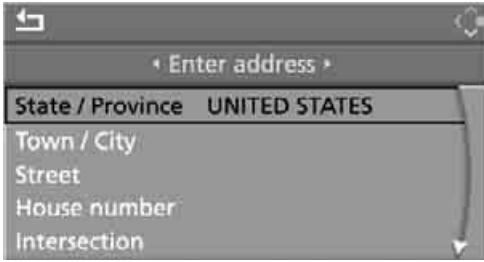 Enter address
State / Province UNITED STATES
Town / City
Street
House number
Intersection